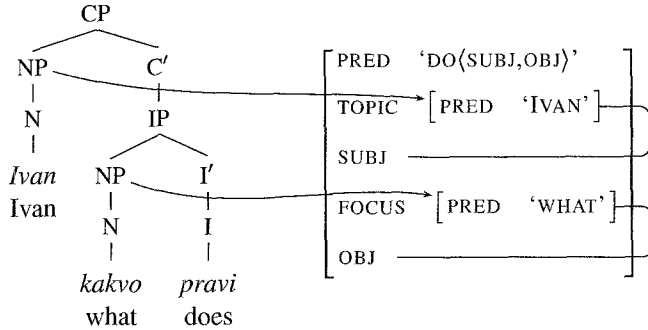 CP
NP C′
N IP
Ivan NP I′
Ivan N I
kakvo pravi
what does
PRED ‘DO⟨SUBJ,OBJ⟩’
TOPIC [PRED ‘IVAN’]
SUBJ
FOCUS [PRED ‘WHAT’]
OBJ